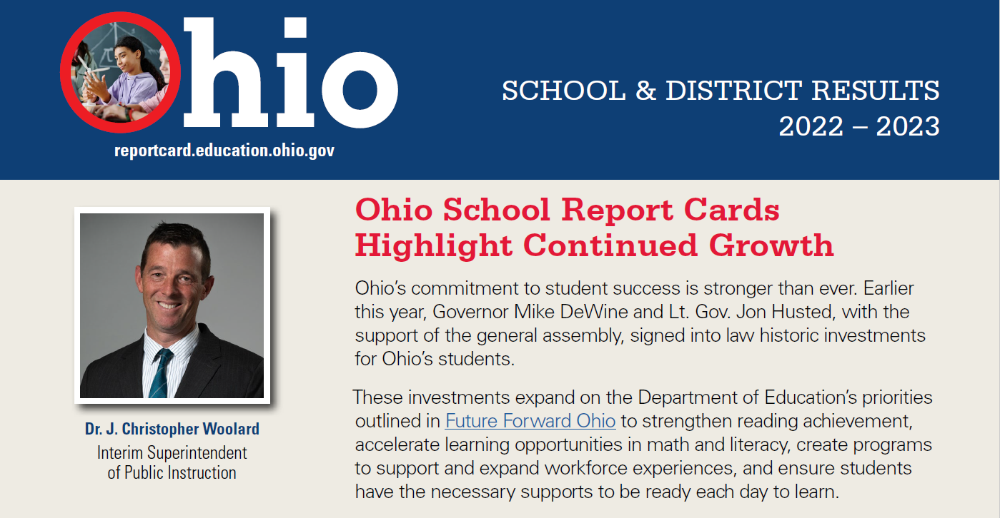 Ohio
reportcard.education.ohio.gov
SCHOOL & DISTRICT RESULTS
2022 – 2023
Dr. J. Christopher Woolard
Interim Superintendent
of Public Instruction
Ohio School Report Cards
Highlight Continued Growth
Ohio’s commitment to student success is stronger than ever. Earlier
this year, Governor Mike DeWine and Lt. Gov. Jon Husted, with the
support of the general assembly, signed into law historic investments
for Ohio’s students.
These investments expand on the Department of Education’s priorities
outlined in Future Forward Ohio to strengthen reading achievement,
accelerate learning opportunities in math and literacy, create programs
to support and expand workforce experiences, and ensure students
have the necessary supports to be ready each day to learn.